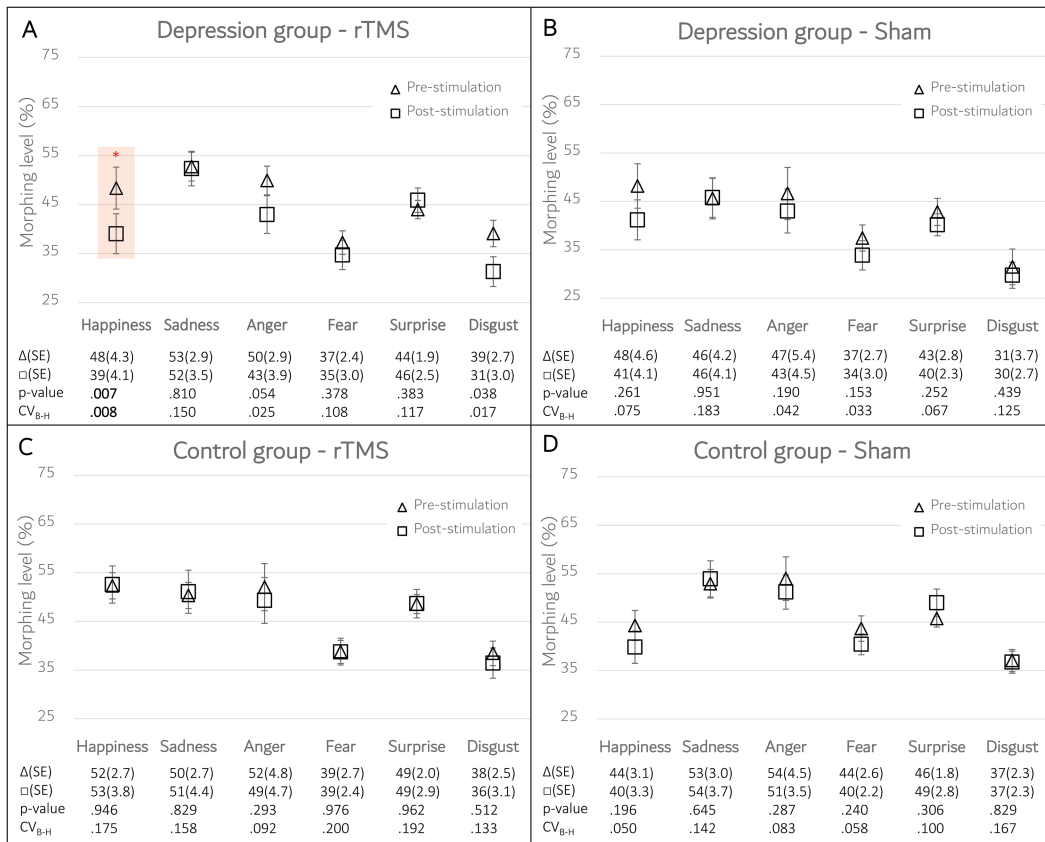 A
Depression group - rTMS
75
65
55
45
35
25
Morphing level (%)
△ Pre-stimulation
□ Post-stimulation
*
Happiness Sadness Anger Fear Surprise Disgust
Δ(SE) 48(4.3) 53(2.9) 50(2.9) 37(2.4) 44(1.9) 39(2.7)
□(SE) 39(4.1) 52(3.5) 43(3.9) 35(3.0) 46(2.5) 31(3.0)
p-value .007 .810 .054 .378 .383 .038
CVB-H .008 .150 .025 .108 .117 .017
B
Depression group - Sham
75
65
55
45
35
25
Morphing level (%)
△ Pre-stimulation
□ Post-stimulation
Happiness Sadness Anger Fear Surprise Disgust
Δ(SE) 48(4.6) 46(4.2) 47(5.4) 37(2.7) 43(2.8) 31(3.7)
□(SE) 41(4.1) 46(4.1) 43(4.5) 34(3.0) 40(2.3) 30(2.7)
p-value .261 .951 .190 .153 .252 .439
CVB-H .075 .183 .042 .033 .067 .125
C
Control group - rTMS
75
65
55
45
35
25
Morphing level (%)
△ Pre-stimulation
□ Post-stimulation
Happiness Sadness Anger Fear Surprise Disgust
Δ(SE) 52(2.7) 50(2.7) 52(4.8) 39(2.7) 49(2.0) 38(2.5)
□(SE) 53(3.8) 51(4.4) 49(4.7) 39(2.4) 49(2.9) 36(3.1)
p-value .946 .829 .293 .976 .962 .512
CVB-H .175 .158 .092 .200 .192 .133
D
Control group - Sham
75
65
55
45
35
25
Morphing level (%)
△ Pre-stimulation
□ Post-stimulation
Happiness Sadness Anger Fear Surprise Disgust
Δ(SE) 44(3.1) 53(3.0) 54(4.5) 44(2.6) 46(1.8) 37(2.3)
□(SE) 40(3.3) 54(3.7) 51(3.5) 40(2.2) 49(2.8) 37(2.3)
p-value .196 .645 .287 .240 .306 .829
CVB-H .050 .142 .083 .058 .100 .167